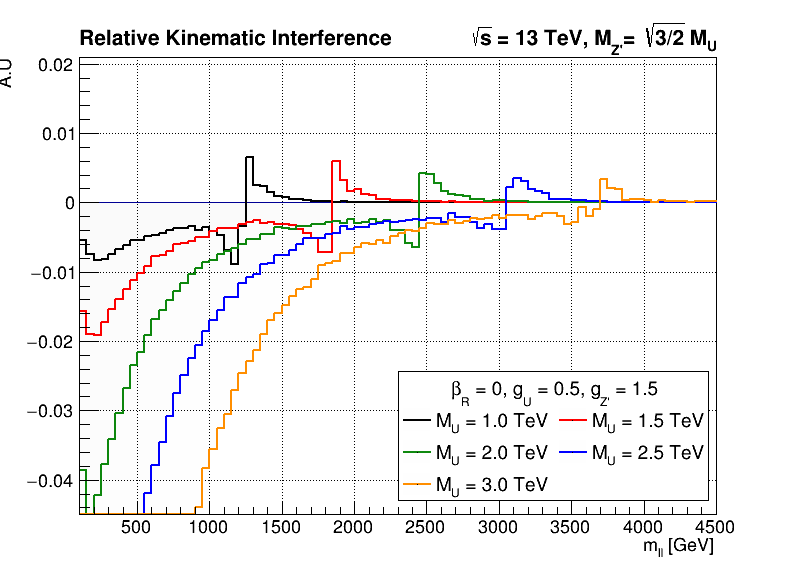 Relative Kinematic Interference
√s = 13 TeV, M_Z'= √3/2 M_U
A.U
0.02
0.01
0
−0.01
−0.02
−0.03
−0.04
β_R = 0, g_U = 0.5, g_Z' = 1.5
M_U = 1.0 TeV M_U = 1.5 TeV
M_U = 2.0 TeV M_U = 2.5 TeV
M_U = 3.0 TeV
500 1000 1500 2000 2500 3000 3500 4000 4500
m_ll [GeV]